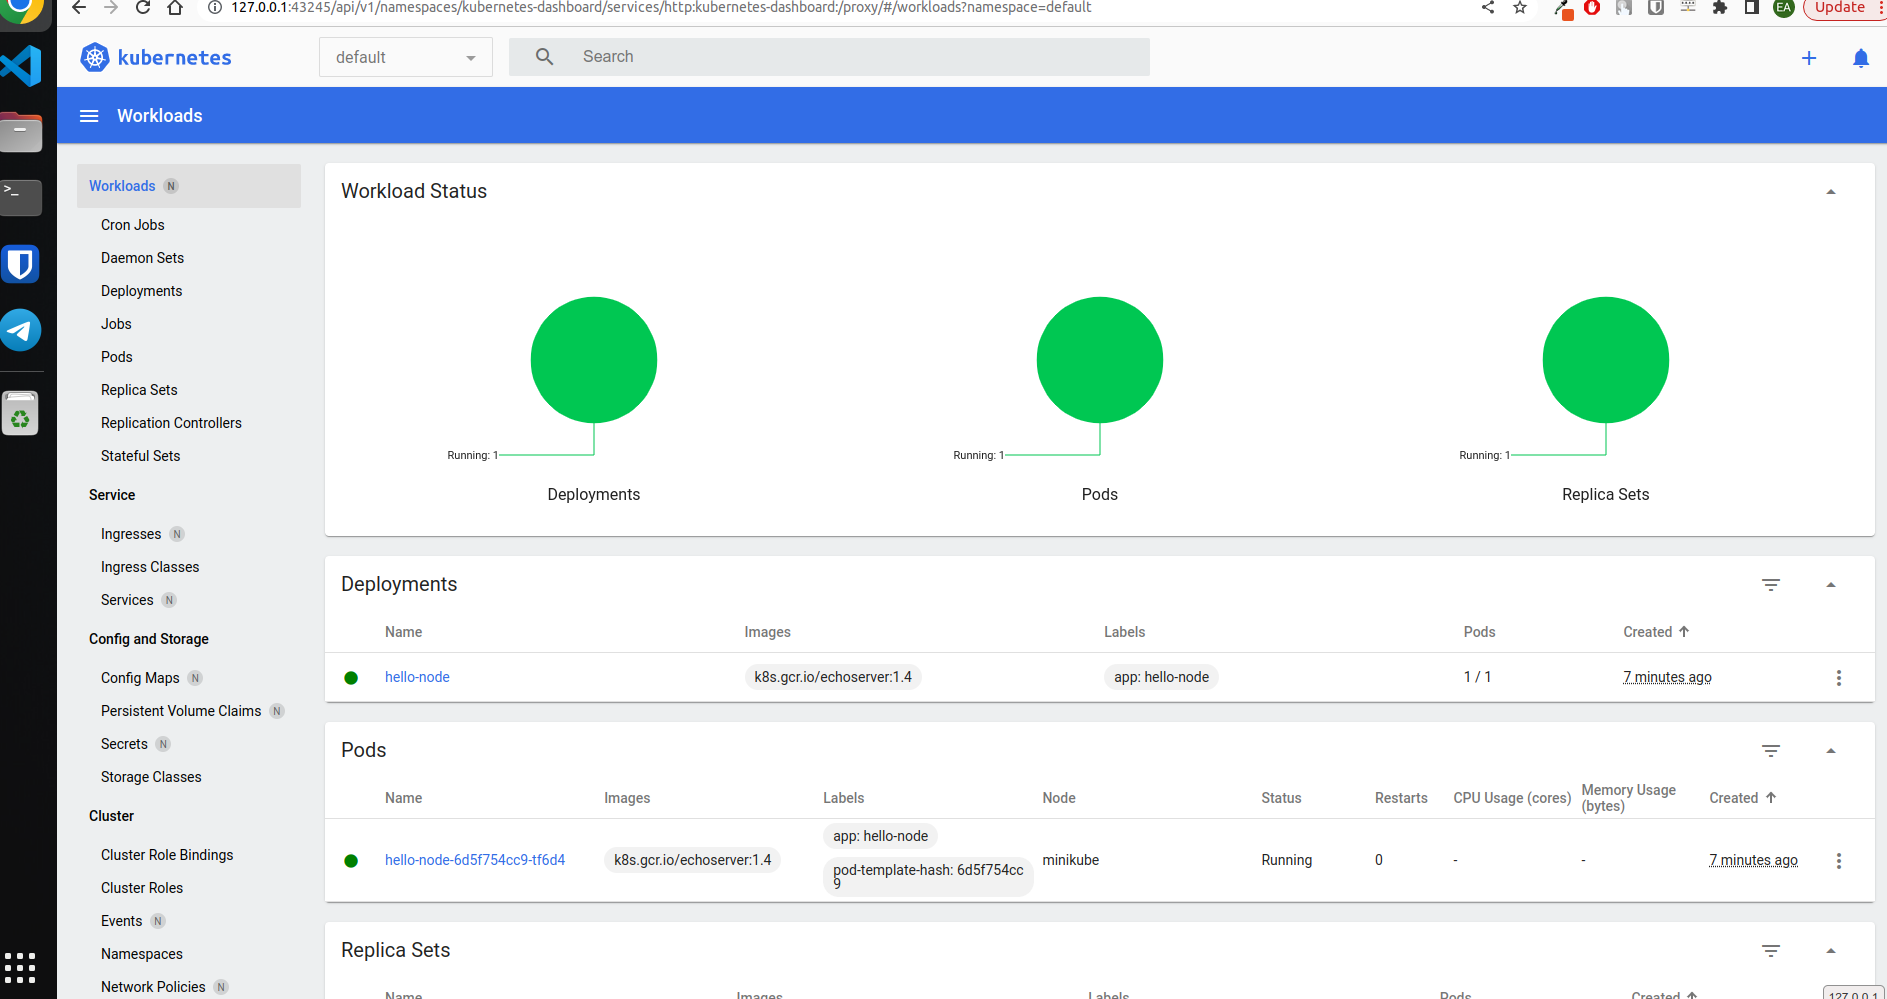 127.0.0.1:43245/api/v1/namespaces/kubernetes-dashboard/services/http:kubernetes-dashboard:/proxy/#/workloads?namespace=default
EA
Update
kubernetes
default
Search
Workloads
Workloads N
Cron Jobs
Daemon Sets
Deployments
Jobs
Pods
Replica Sets
Replication Controllers
Stateful Sets
Service
Ingresses N
Ingress Classes
Services N
Config and Storage
Config Maps N
Persistent Volume Claims N
Secrets N
Storage Classes
Cluster
Cluster Role Bindings
Cluster Roles
Events N
Namespaces
Network Policies N
Workload Status
Running: 1
Deployments
Running: 1
Pods
Running: 1
Replica Sets
Deployments
Name Images Labels Pods Created
hello-node k8s.gcr.io/echoserver:1.4 app: hello-node 1 / 1 7 minutes ago
Pods
Name Images Labels Node Status Restarts CPU Usage (cores) Memory Usage
(bytes) Created
hello-node-6d5f754cc9-tf6d4 k8s.gcr.io/echoserver:1.4 app: hello-node
pod-template-hash: 6d5f754cc
9
minikube Running 0 - - 7 minutes ago
Replica Sets
Name Images Labels Pods Created
127.0.0.1